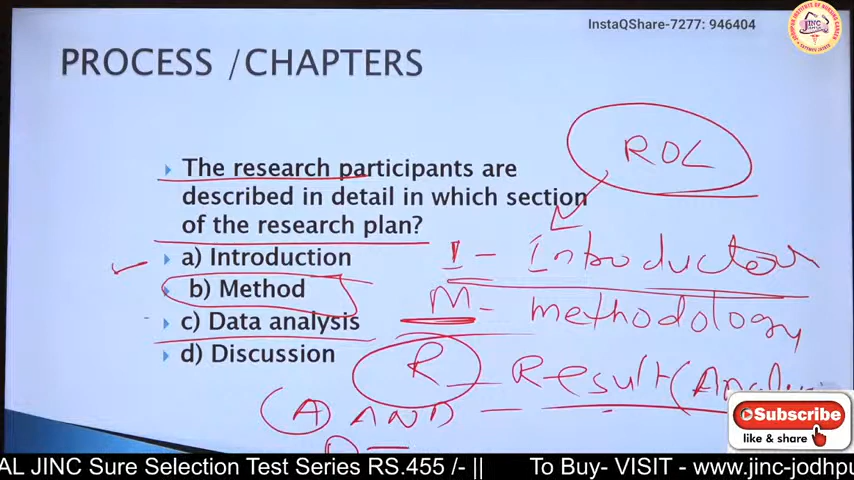 InstaQShare-7277: 946404
JINC
PROCESS /CHAPTERS
ROL
The research participants are
described in detail in which section
of the research plan?
a) Introduction
b) Method
c) Data analysis
d) Discussion
I - Introduction
M - methodology
R - Result (Analysis
A AND -
D -
Subscribe
like & share
AL JINC Sure Selection Test Series RS.455 /- || To Buy- VISIT - www.jinc-jodhpu